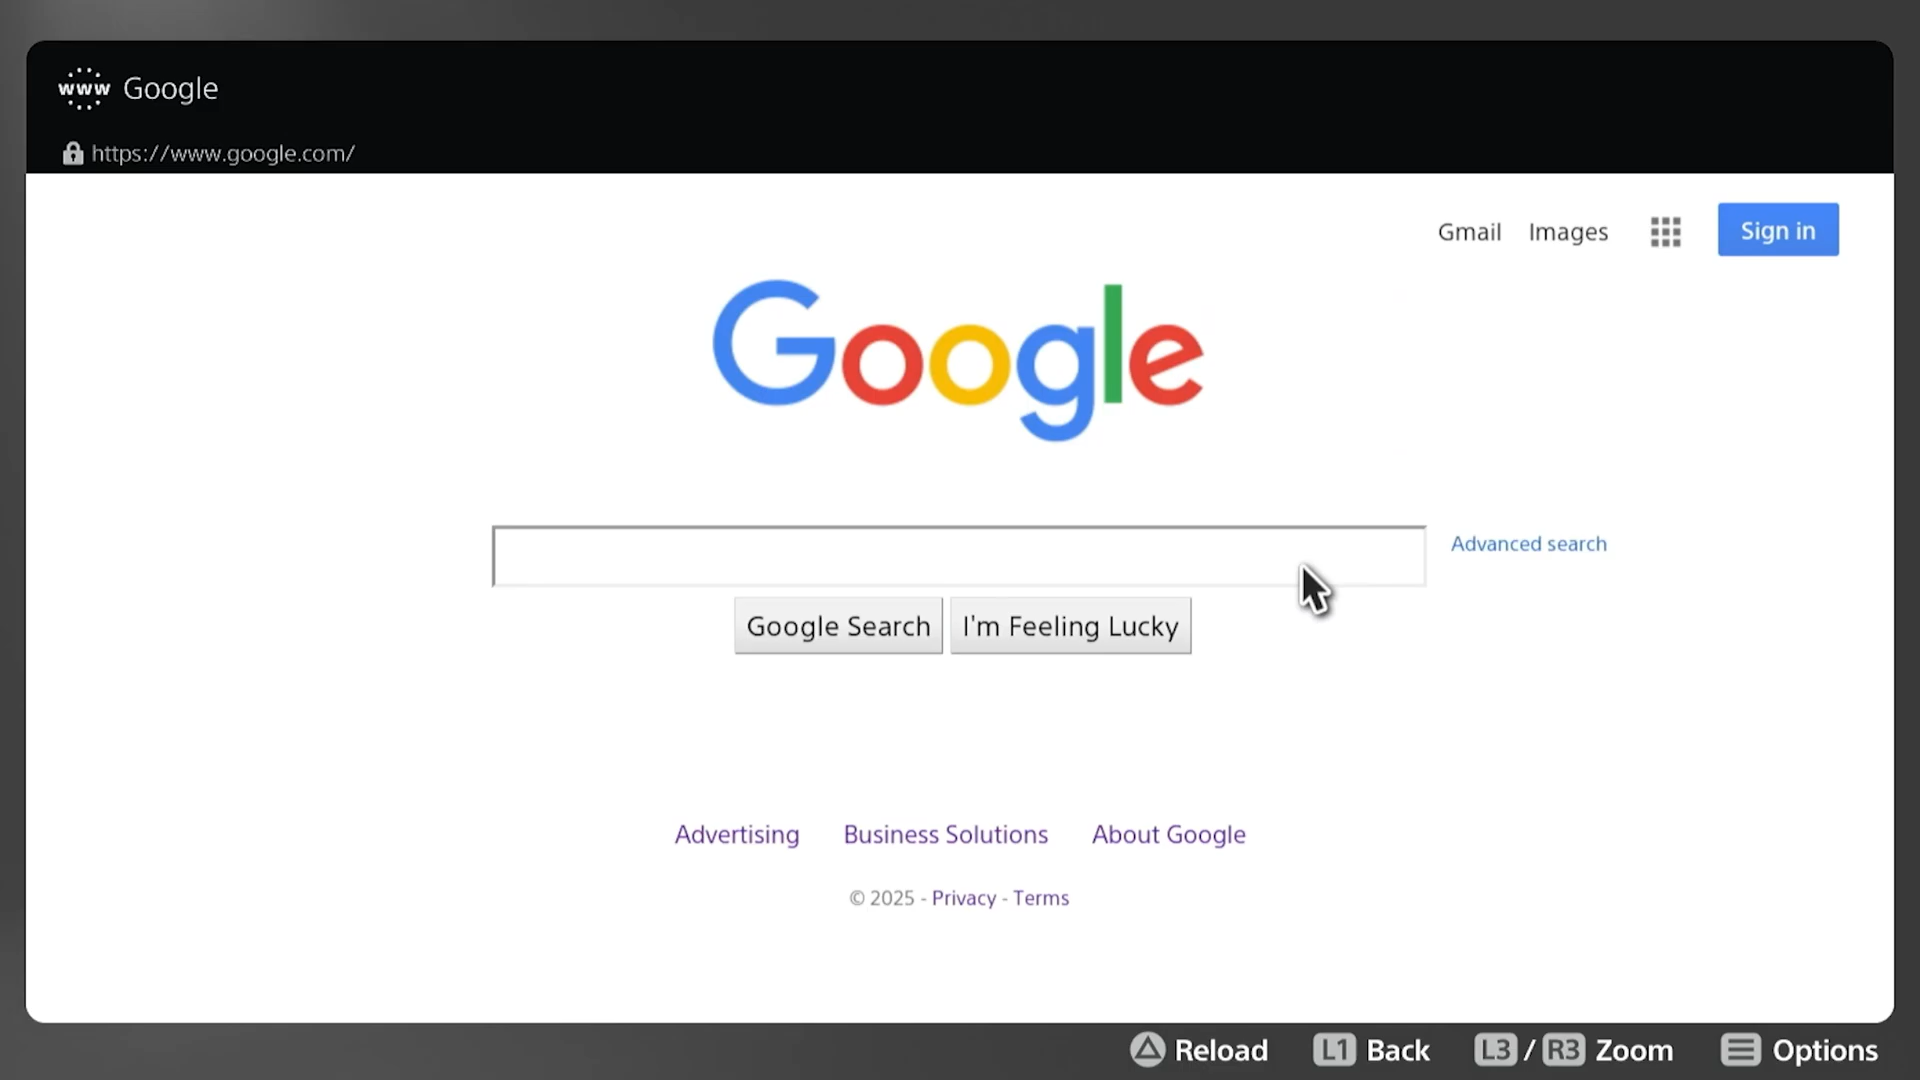 www Google
https://www.google.com/
Gmail Images Sign in
Google
Advanced search
Google Search I'm Feeling Lucky
Advertising Business Solutions About Google
© 2025 - Privacy - Terms
Reload L1 Back L3 / R3 Zoom Options